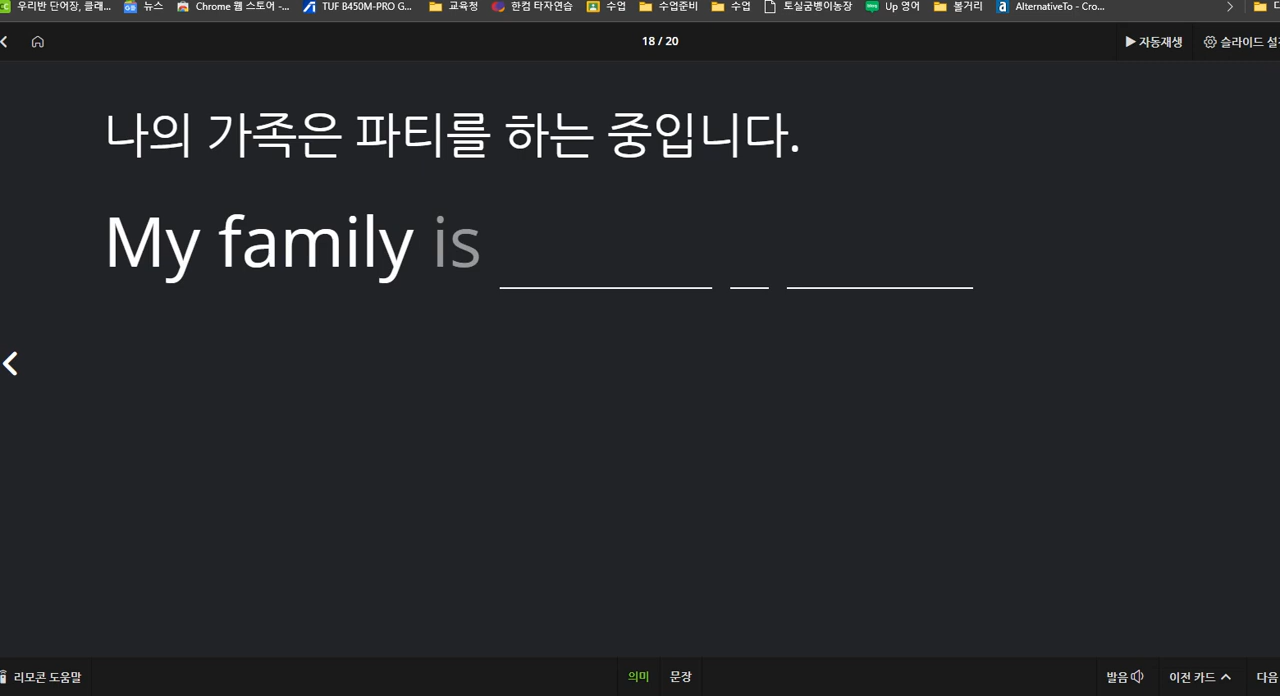 우리반 단어장, 클래... 뉴스 Chrome 웹 스토어 -... TUF B450M-PRO G... 교육청 한컴 타자연습 수업 수업준비 수업 토실굼벵이농장 Up 영어 볼거리 AlternativeTo - Cro...
18 / 20 자동재생 슬라이드 설
나의 가족은 파티를 하는 중입니다.
My family is
리모콘 도움말 의미 문장 발음 이전 카드 다음